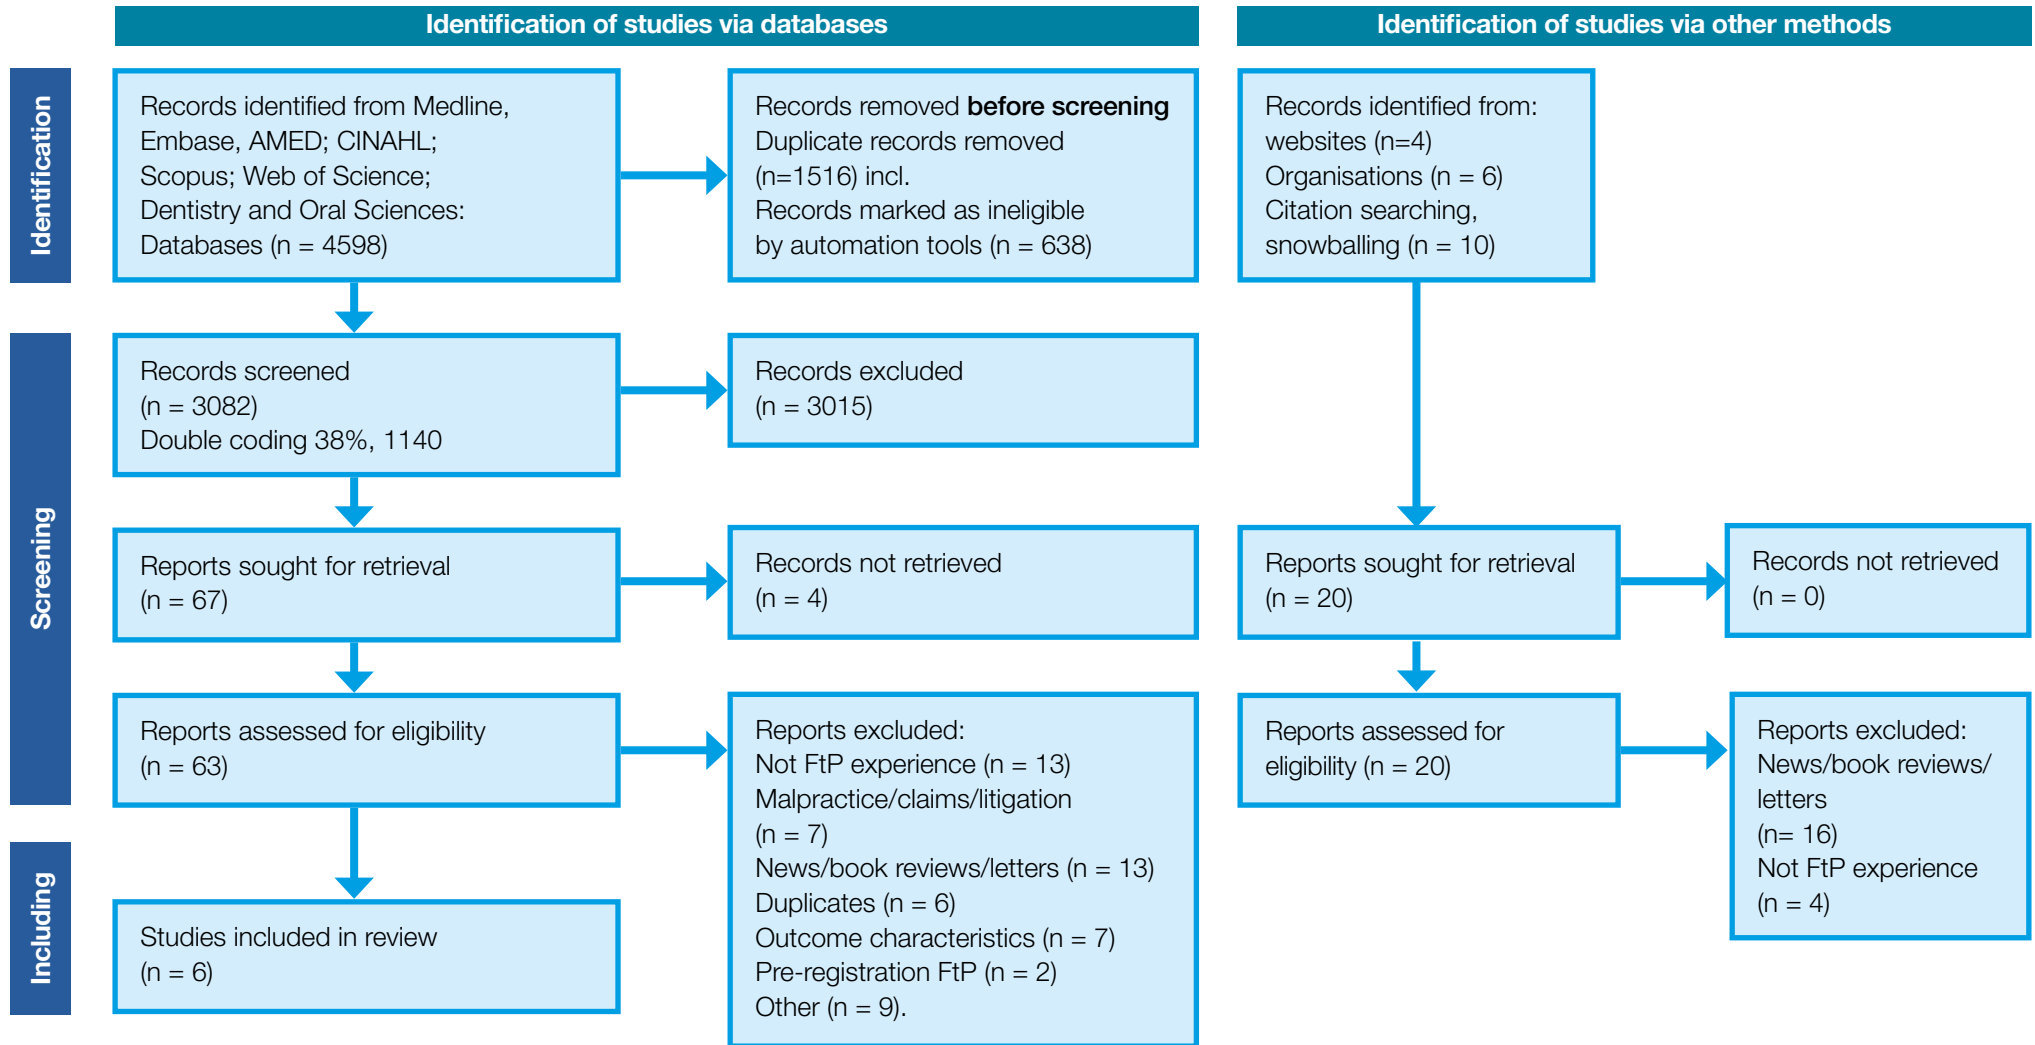 Identification of studies via databases
Identification of studies via other methods
Identification
Records identified from Medline,
Embase, AMED; CINAHL;
Scopus; Web of Science;
Dentistry and Oral Sciences:
Databases (n = 4598)
Records removed before screening
Duplicate records removed
(n=1516) incl.
Records marked as ineligible
by automation tools (n = 638)
Records identified from:
websites (n=4)
Organisations (n = 6)
Citation searching,
snowballing (n = 10)
Screening
Records screened
(n = 3082)
Double coding 38%, 1140
Records excluded
(n = 3015)
Reports sought for retrieval
(n = 67)
Records not retrieved
(n = 4)
Reports sought for retrieval
(n = 20)
Records not retrieved
(n = 0)
Reports assessed for eligibility
(n = 63)
Reports excluded:
Not FtP experience (n = 13)
Malpractice/claims/litigation
(n = 7)
News/book reviews/letters (n = 13)
Duplicates (n = 6)
Outcome characteristics (n = 7)
Pre-registration FtP (n = 2)
Other (n = 9).
Reports assessed for
eligibility (n = 20)
Reports excluded:
News/book reviews/
letters
(n= 16)
Not FtP experience
(n = 4)
Including
Studies included in review
(n = 6)